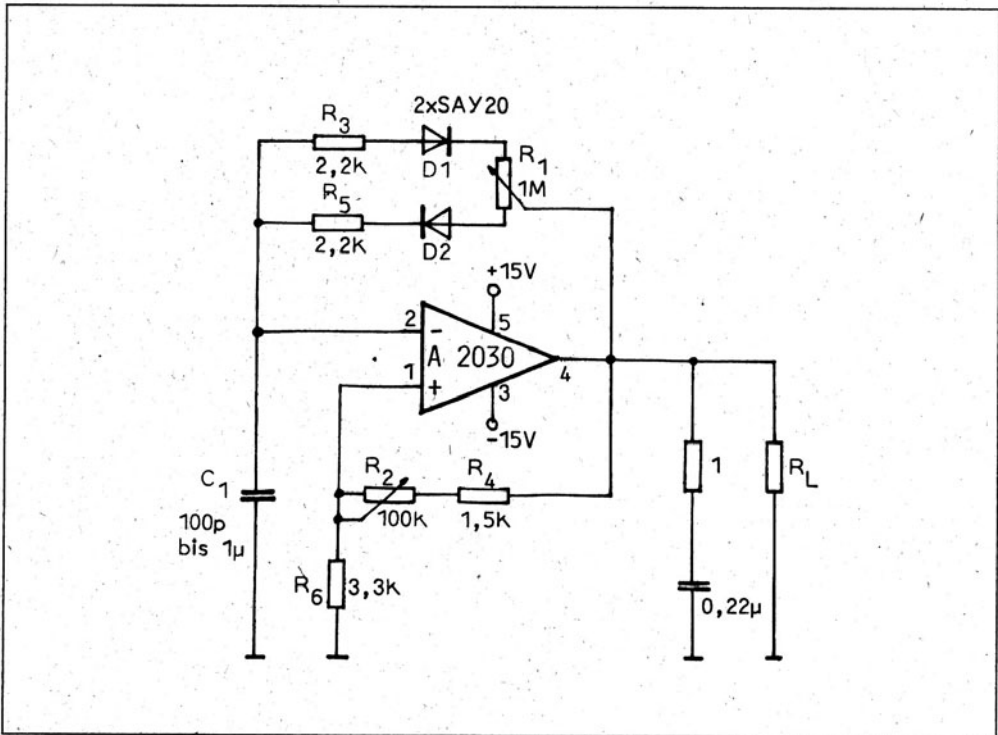 2xSAY20
R3
2,2K
D1
R1
1M
R5
2,2K
D2
+15V
2
-
5
A 2030
4
1
+
3
-15V
R2
100K
R4
1,5K
1
RL
C1
100p
bis 1µ
R6
3,3K
0,22µ